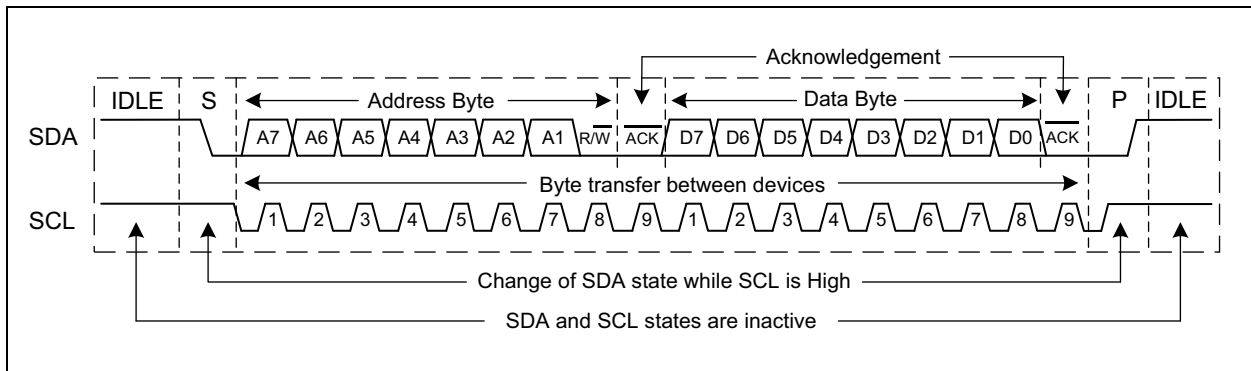 Acknowledgement
IDLE S Address Byte Data Byte P IDLE
SDA A7 A6 A5 A4 A3 A2 A1 R/W ACK D7 D6 D5 D4 D3 D2 D1 D0 ACK
Byte transfer between devices
SCL 1 2 3 4 5 6 7 8 9 1 2 3 4 5 6 7 8 9
Change of SDA state while SCL is High
SDA and SCL states are inactive